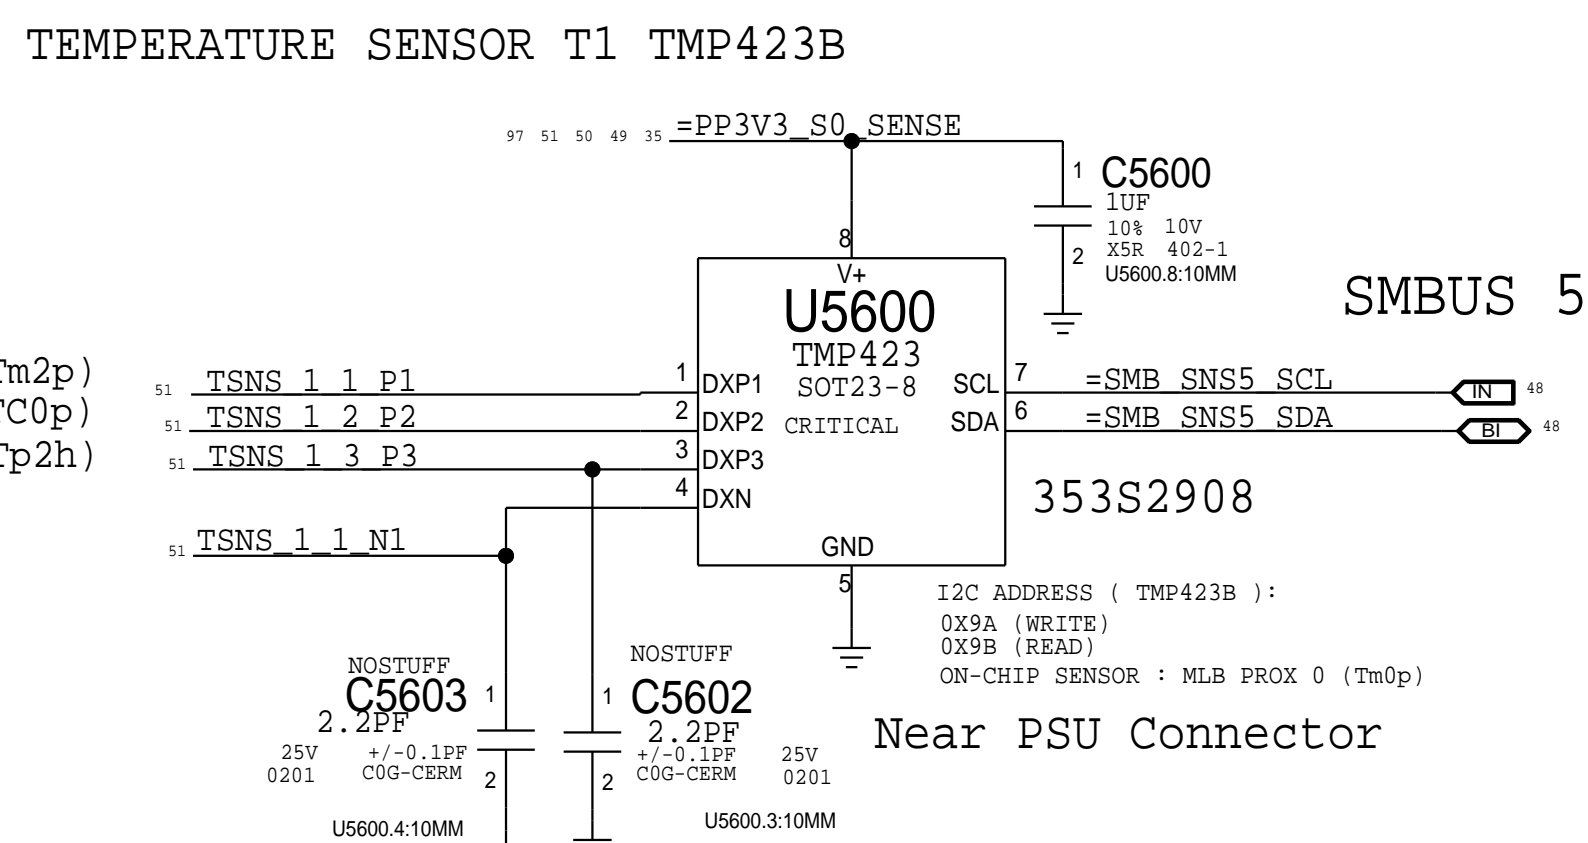 TEMPERATURE SENSOR T1 TMP423B
97 51 50 49 35 =PP3V3_S0_SENSE
1 C5600
1UF
10% 10V
X5R 402-1
2
U5600.8:10MM
8
V+
U5600
TMP423
SOT23-8
CRITICAL
SMBUS 5
Tm2p)
TC0p)
Tp2h)
51 TSNS_1_1_P1 1 DXP1
51 TSNS_1_2_P2 2 DXP2
51 TSNS_1_3_P3 3 DXP3
4 DXN
51 TSNS_1_1_N1
SCL 7 =SMB_SNS5_SCL IN 48
SDA 6 =SMB_SNS5_SDA BI 48
353S2908
GND
5
I2C ADDRESS ( TMP423B ):
0X9A (WRITE)
0X9B (READ)
ON-CHIP SENSOR : MLB PROX 0 (Tm0p)
Near PSU Connector
NOSTUFF
C5603 1
2.2PF
25V +/-0.1PF
0201 C0G-CERM 2
U5600.4:10MM
NOSTUFF
1 C5602
2.2PF
+/-0.1PF 25V
2 C0G-CERM 0201
U5600.3:10MM